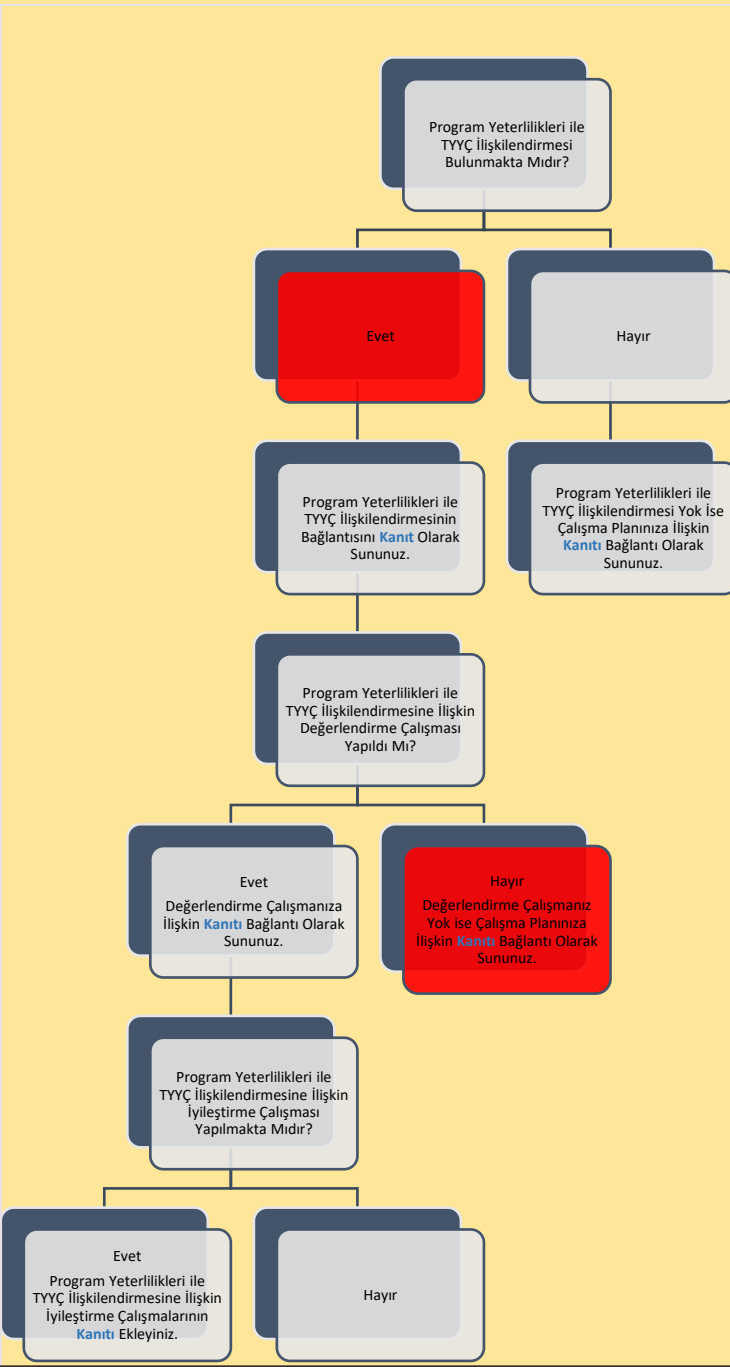 Program Yeterlilikleri ile
TYYÇ İlişkilendirmesi
Bulunmakta Mıdır?
Evet
Hayır
Program Yeterlilikleri ile
TYYÇ İlişkilendirmesinin
Bağlantısını Kanıt Olarak
Sununuz.
Program Yeterlilikleri ile
TYYÇ İlişkilendirmesi Yok İse
Çalışma Planınıza İlişkin
Kanıtı Bağlantı Olarak
Sununuz.
Program Yeterlilikleri ile
TYYÇ İlişkilendirmesine İlişkin
Değerlendirme Çalışması
Yapıldı Mı?
Evet
Değerlendirme Çalışmanıza
İlişkin Kanıtı Bağlantı Olarak
Sununuz.
Hayır
Değerlendirme Çalışmanız
Yok İse Çalışma Planınıza
İlişkin Kanıtı Bağlantı Olarak
Sununuz.
Program Yeterlilikleri ile
TYYÇ İlişkilendirmesine İlişkin
İyileştirme Çalışması
Yapılmakta Mıdır?
Evet
Program Yeterlilikleri ile
TYYÇ İlişkilendirmesine İlişkin
İyileştirme Çalışmalarının
Kanıtı Ekleyiniz.
Hayır